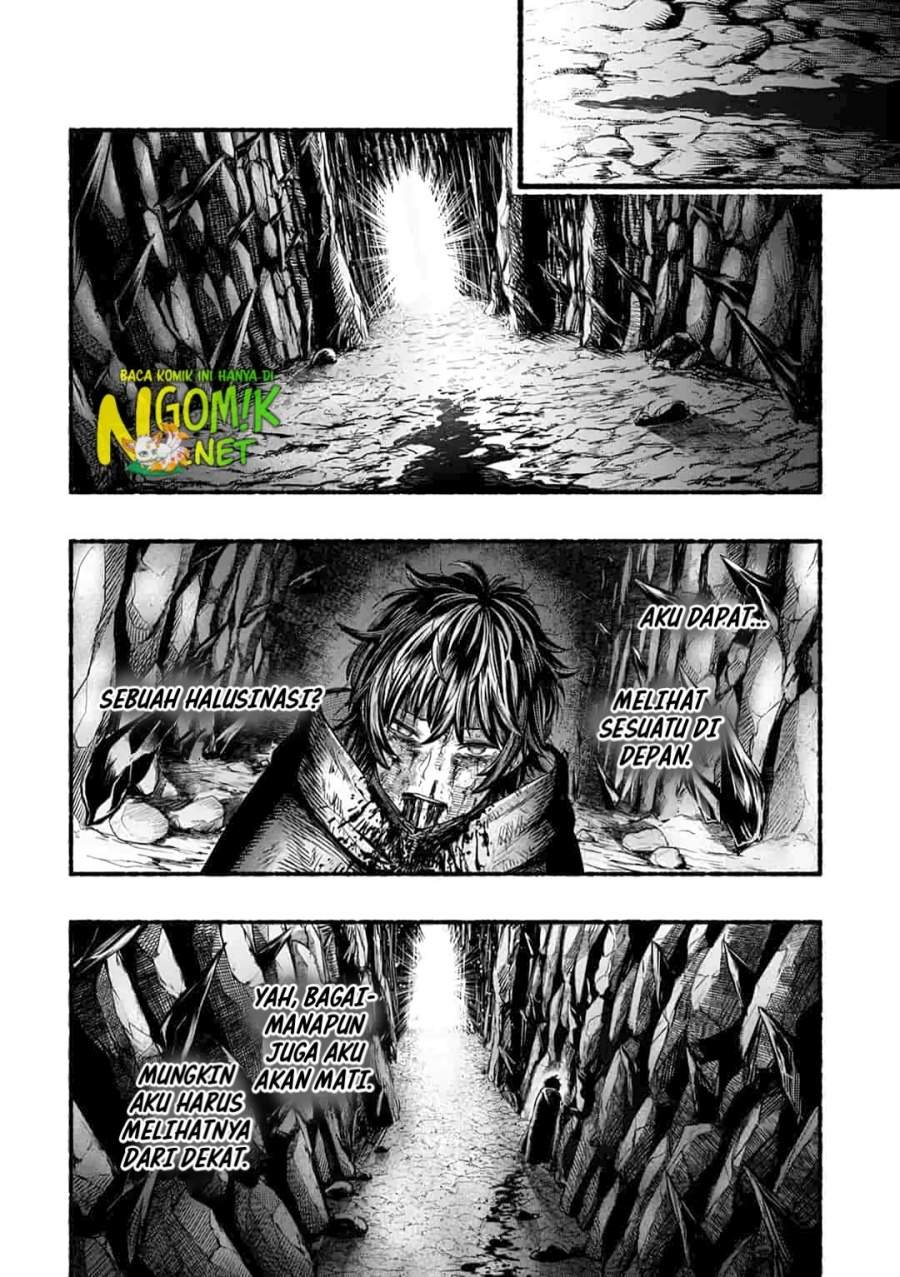 BACA KOMIK INI HANYA DI
NGOMIK
.NET
AKU DAPAT...
MELIHAT
SESUATU DI
DEPAN.
SEBUAH HALUSINASI?
YAH, BAGAI-
MANAPUN
JUGA AKU
AKAN MATI.
MUNGKIN
AKU HARUS
MELIHATNYA
DARI DEKAT.